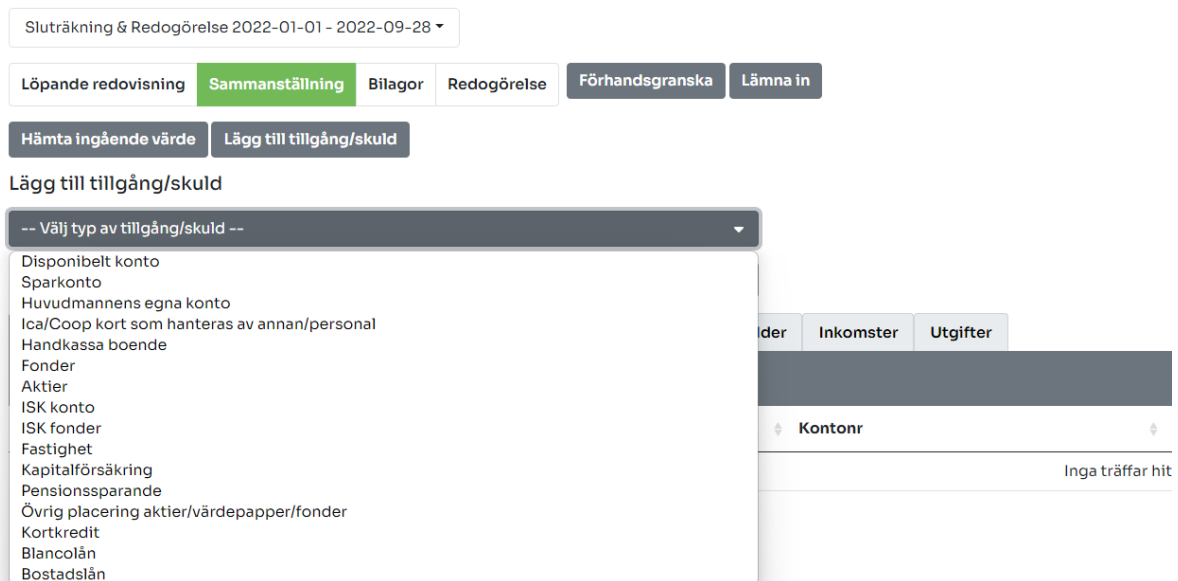 Sluträkning & Redogörelse 2022-01-01 - 2022-09-28
Löpande redovisning Sammanställning Bilagor Redogörelse Förhandsgranska Lämna in
Hämta ingående värde Lägg till tillgång/skuld
Lägg till tillgång/skuld
-- Välj typ av tillgång/skuld --
Disponibelt konto
Sparkonto
Huvudmannens egna konto
Ica/Coop kort som hanteras av annan/personal
Handkassa boende
Fonder
Aktier
ISK konto
ISK fonder
Fastighet
Kapitalförsäkring
Pensionssparande
Övrig placering aktier/värdepapper/fonder
Kortkredit
Blancolån
Bostadslån
lder Inkomster Utgifter
Kontonr
Inga träffar hit